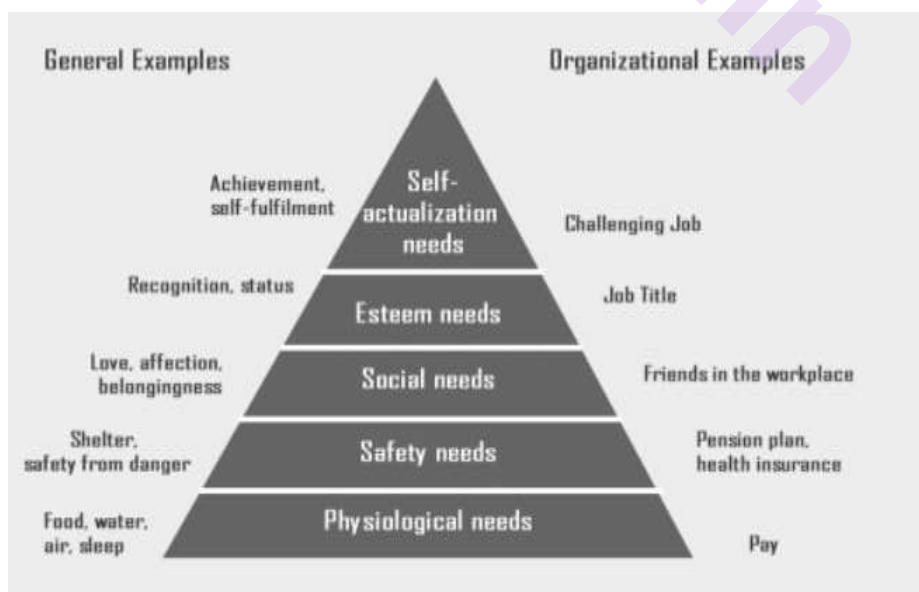 General Examples
Organizational Examples
Achievement,
self-fulfilment
Self-
actualization
needs
Challenging Job
Recognition, status
Esteem needs
Job Title
Love, affection,
belongingness
Social needs
Friends in the workplace
Shelter,
safety from danger
Safety needs
Pension plan,
health insurance
Food, water,
air, sleep
Physiological needs
Pay